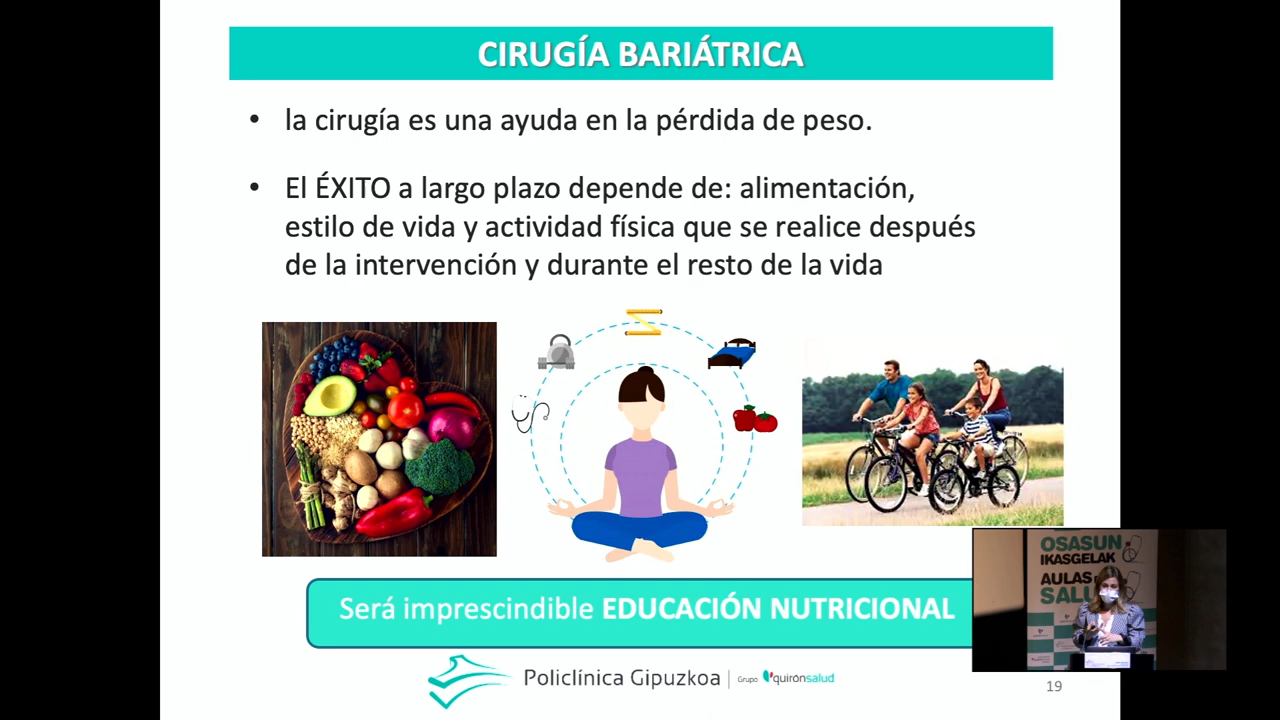 CIRUGÍA BARIÁTRICA
• la cirugía es una ayuda en la pérdida de peso.
• El ÉXITO a largo plazo depende de: alimentación,
estilo de vida y actividad física que se realice después
de la intervención y durante el resto de la vida
Será imprescindible EDUCACIÓN NUTRICIONAL
Policlínica Gipuzkoa
Grupo quirónsalud
19
OSASUN
IKASGELAK
AULAS
SALU